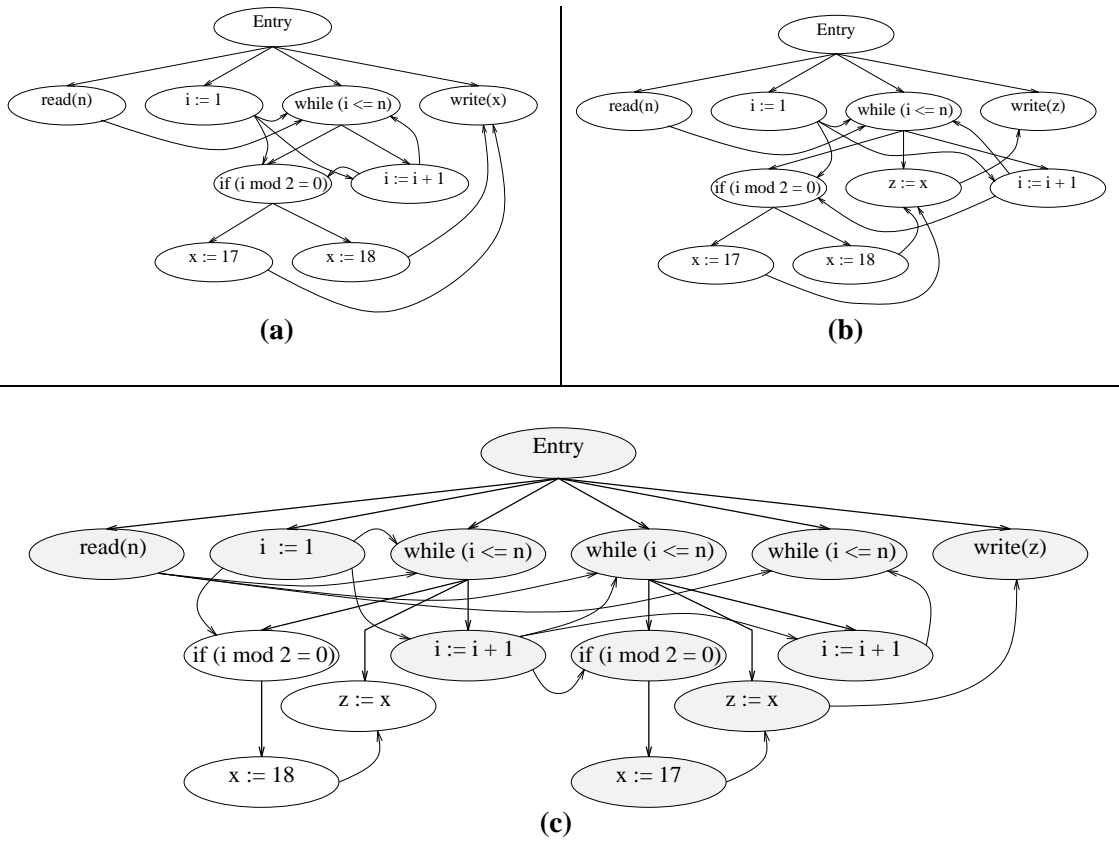 Entry
read(n)
i := 1
while (i <= n)
write(x)
if (i mod 2 = 0)
i := i + 1
x := 17
x := 18
(a)
Entry
read(n)
i := 1
while (i <= n)
write(z)
if (i mod 2 = 0)
z := x
i := i + 1
x := 17
x := 18
(b)
Entry
read(n)
i := 1
while (i <= n)
while (i <= n)
while (i <= n)
write(z)
if (i mod 2 = 0)
i := i + 1
if (i mod 2 = 0)
i := i + 1
z := x
z := x
x := 18
x := 17
(c)